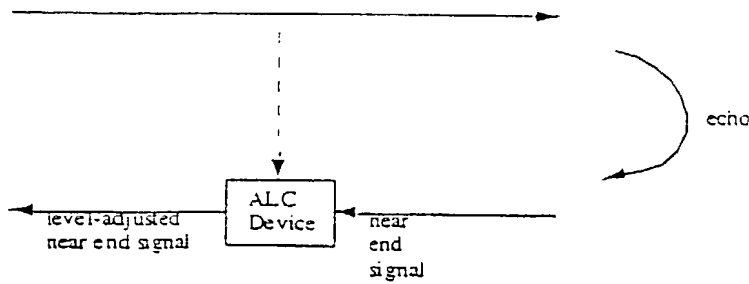 echo
ALC
Device
level-adjusted
near end signal
near
end
signal